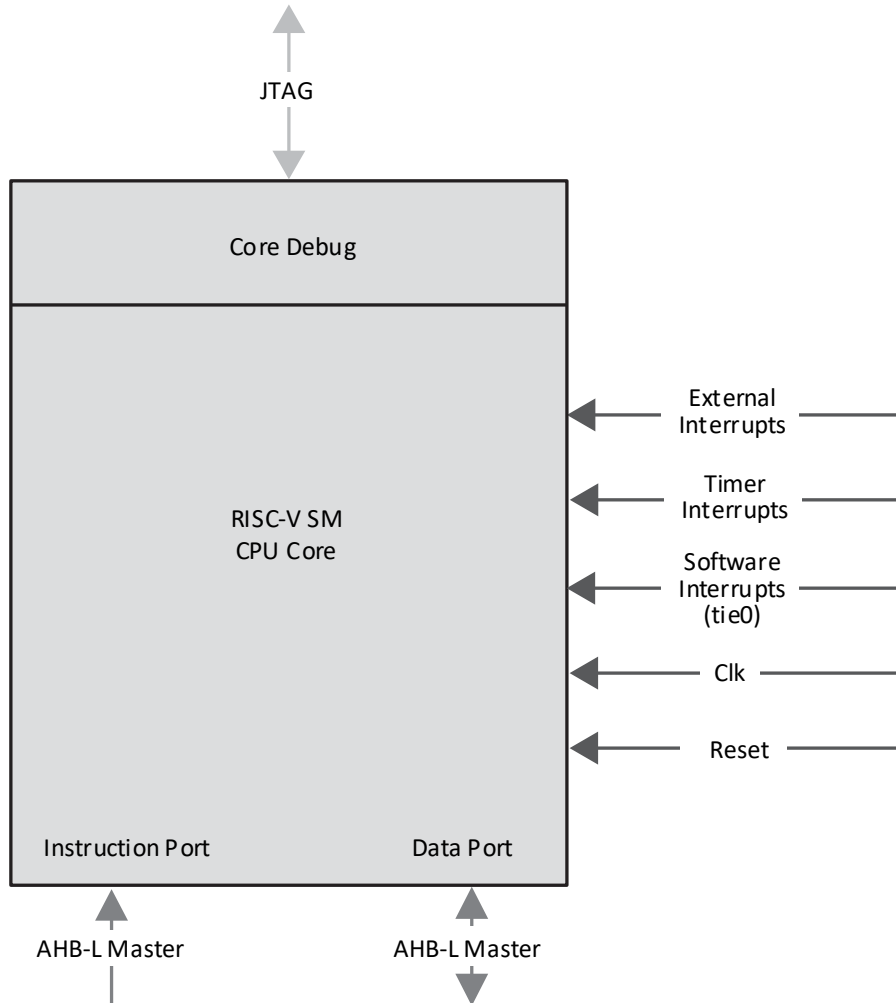 JTAG
Core Debug
External
Interrupts
Timer
Interrupts
RISC-V SM
CPU Core
Software
Interrupts
(tie0)
Clk
Reset
Instruction Port
Data Port
AHB-L Master
AHB-L Master